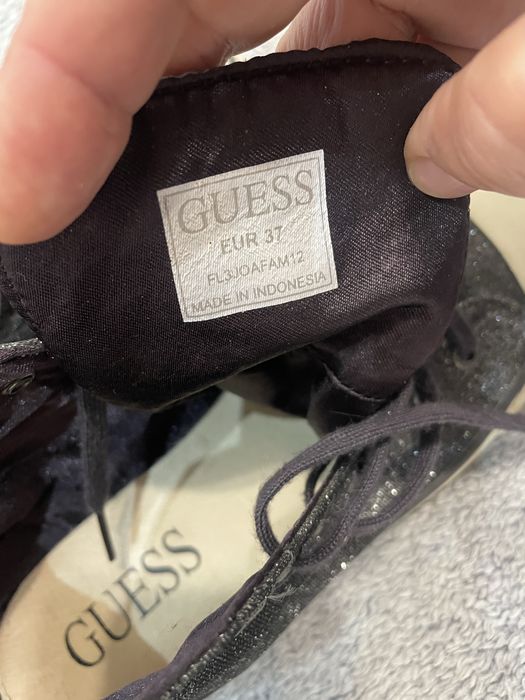 GUESS
EUR 37
FL3JOAFAM12
MADE IN INDONESIA
GUESS